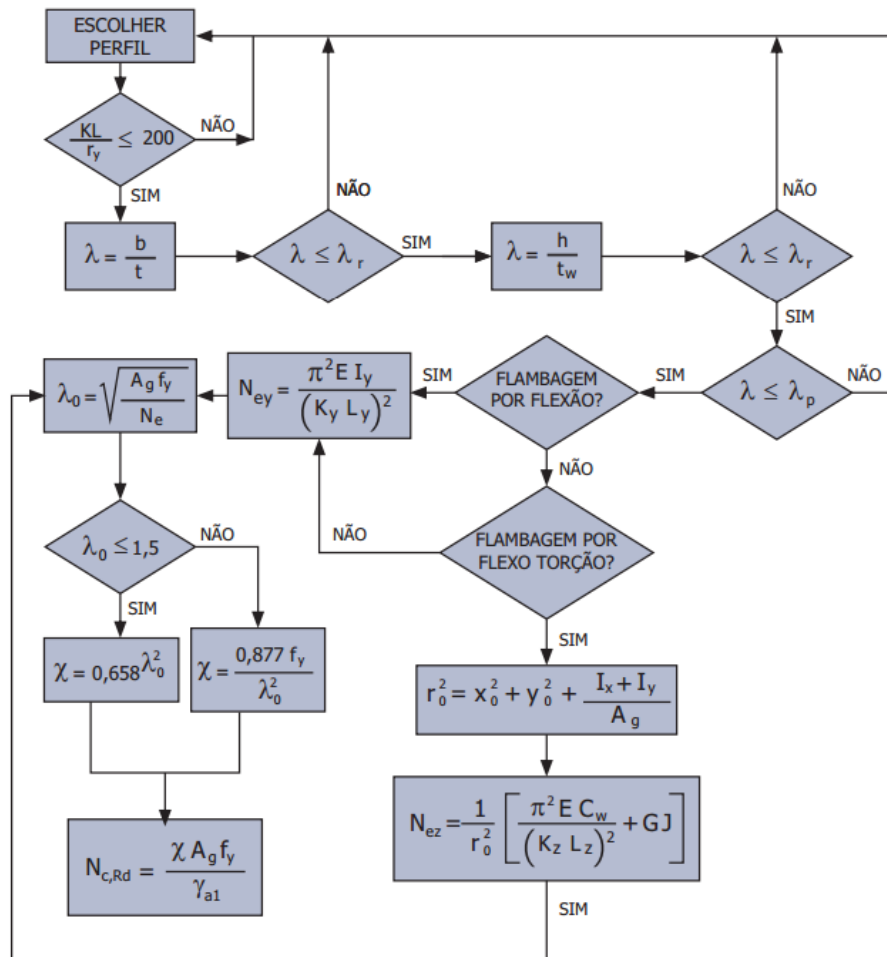 ESCOLHER
PERFIL
KL/r_y ≤ 200
NÃO
SIM
λ = b/t
λ ≤ λ_r
NÃO
SIM
λ = h/t_w
λ ≤ λ_r
NÃO
SIM
λ ≤ λ_p
NÃO
SIM
FLAMBAGEM
POR FLEXÃO?
SIM
NÃO
N_ey = π² E I_y / (K_y L_y)²
λ_0 = √(A_g f_y / N_e)
FLAMBAGEM POR
FLEXO TORÇÃO?
NÃO
SIM
λ_0 ≤ 1,5
NÃO
SIM
χ = 0,658^λ_0²
χ = 0,877 f_y / λ_0²
r_0² = x_0² + y_0² + (I_x + I_y) / A_g
N_ez = 1/r_0² [π² E C_w / (K_z L_z)² + GJ]
SIM
N_c,Rd = χ A_g f_y / γ_a1